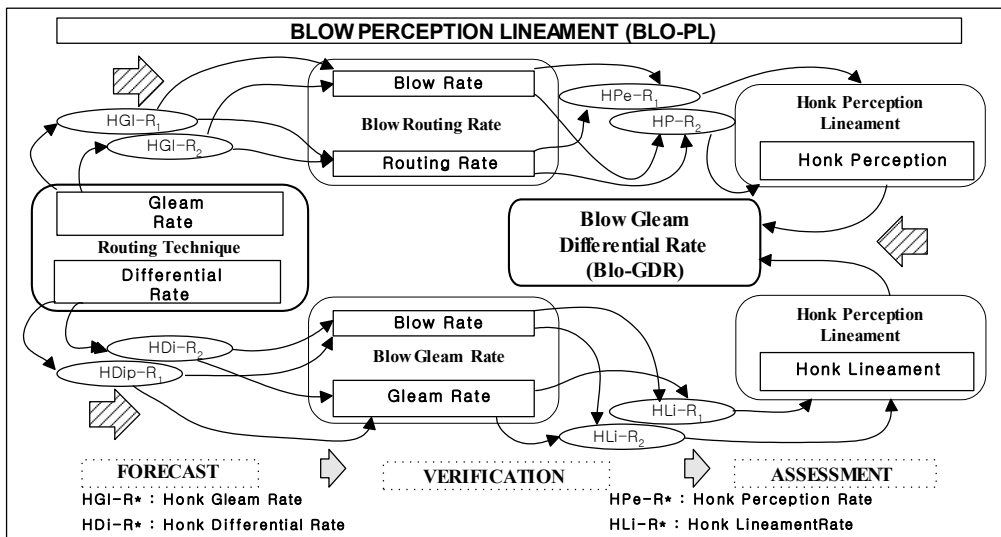 BLOW PERCEPTION LINEAMENT (BLO-PL)
HGl-R1
HGl-R2
Blow Rate
Blow Routing Rate
Routing Rate
HPe-R1
HP-R2
Honk Perception
Lineament
Honk Perception
Gleam
Rate
Routing Technique
Differential
Rate
Blow Gleam
Differential Rate
(Blo-GDR)
HDi-R2
HDip-R1
Blow Rate
Blow Gleam Rate
Gleam Rate
HLi-R1
HLi-R2
Honk Perception
Lineament
Honk Lineament
FORECAST
VERIFICATION
ASSESSMENT
HGl-R* : Honk Gleam Rate
HDi-R* : Honk Differential Rate
HPe-R* : Honk Perception Rate
HLi-R* : Honk LineamentRate